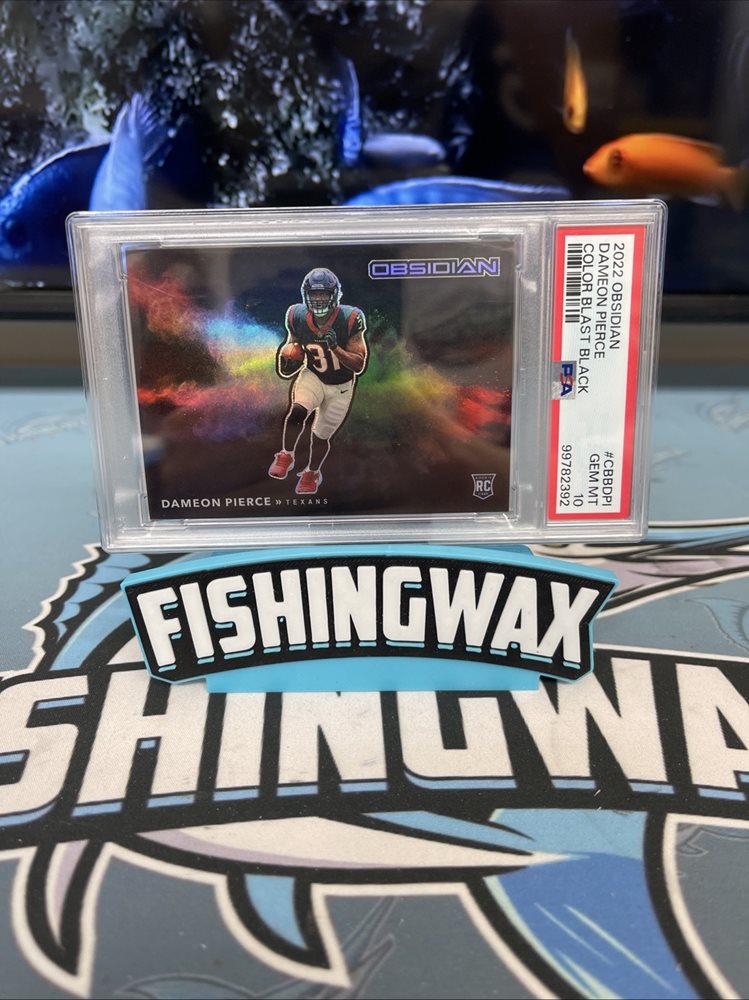 OBSIDIAN
31
31
DAMEON PIERCE » TEXANS
RC
2022 OBSIDIAN
DAMEON PIERCE
COLOR BLAST BLACK
#CBBDPI
GEM MT
10
PSA
99782392
FISHINGWAX
SHINGWA